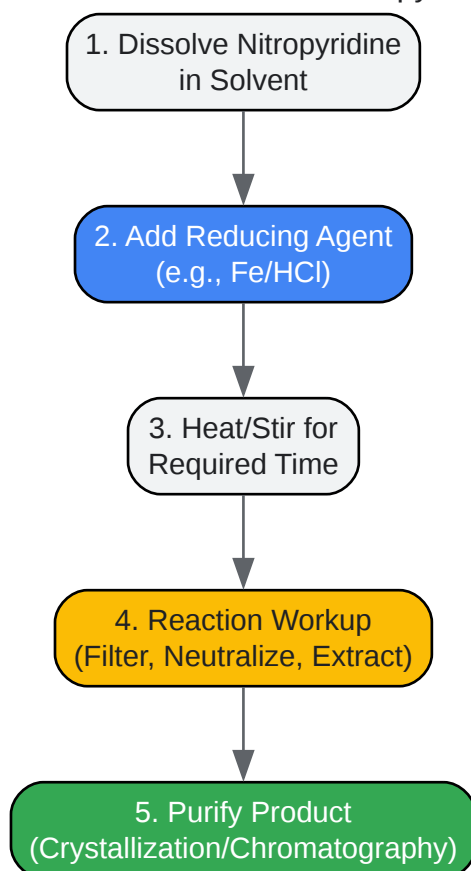 1. Dissolve Nitropyridine
in Solvent
2. Add Reducing Agent
(e.g., Fe/HCl)
3. Heat/Stir for
Required Time
4. Reaction Workup
(Filter, Neutralize, Extract)
5. Purify Product
(Crystallization/Chromatography)